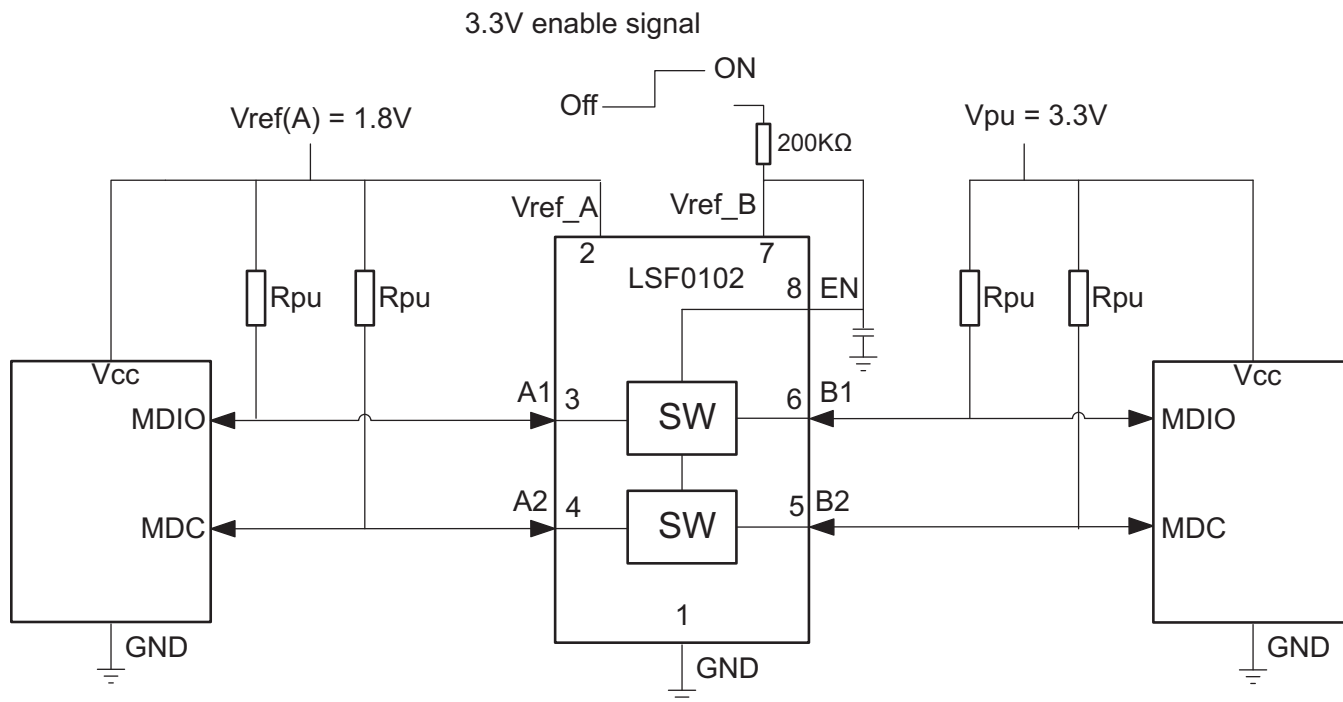 3.3V enable signal
ON
Off
Vref(A) = 1.8V
200KΩ
Vpu = 3.3V
Vref_A
Vref_B
2
7
LSF0102
8
EN
Rpu
Rpu
Rpu
Rpu
Vcc
Vcc
MDIO
A1
3
SW
6
B1
MDIO
MDC
A2
4
SW
5
B2
MDC
1
GND
GND
GND